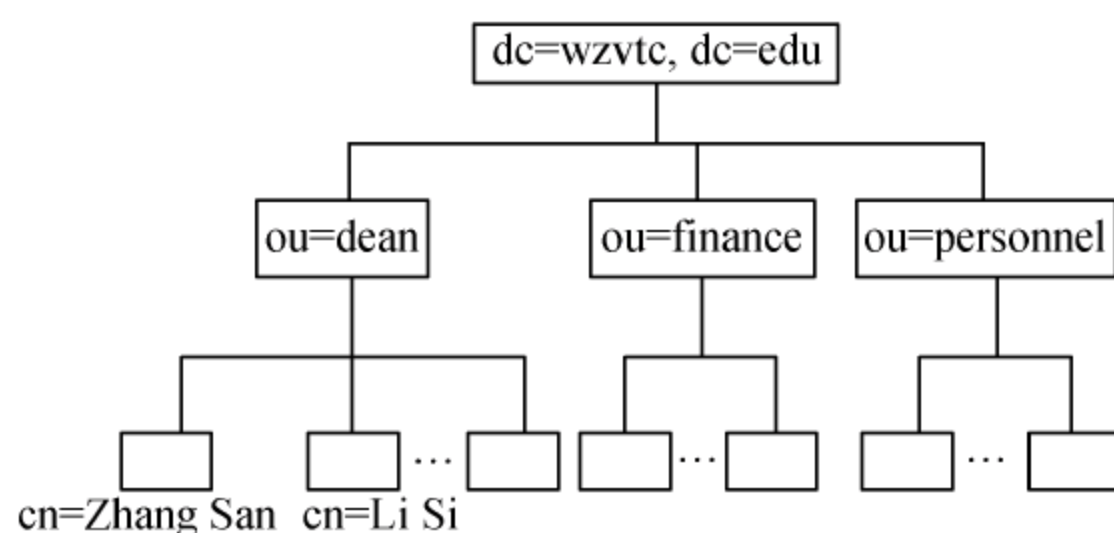 dc=wzvtc, dc=edu
ou=dean
ou=finance
ou=personnel
...
...
...
cn=Zhang San
cn=Li Si